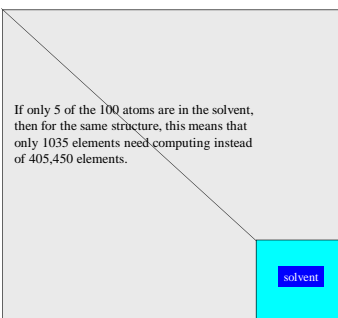 If only 5 of the 100 atoms are in the solvent,
then for the same structure, this means that
only 1035 elements need computing instead
of 405,450 elements.
solvent